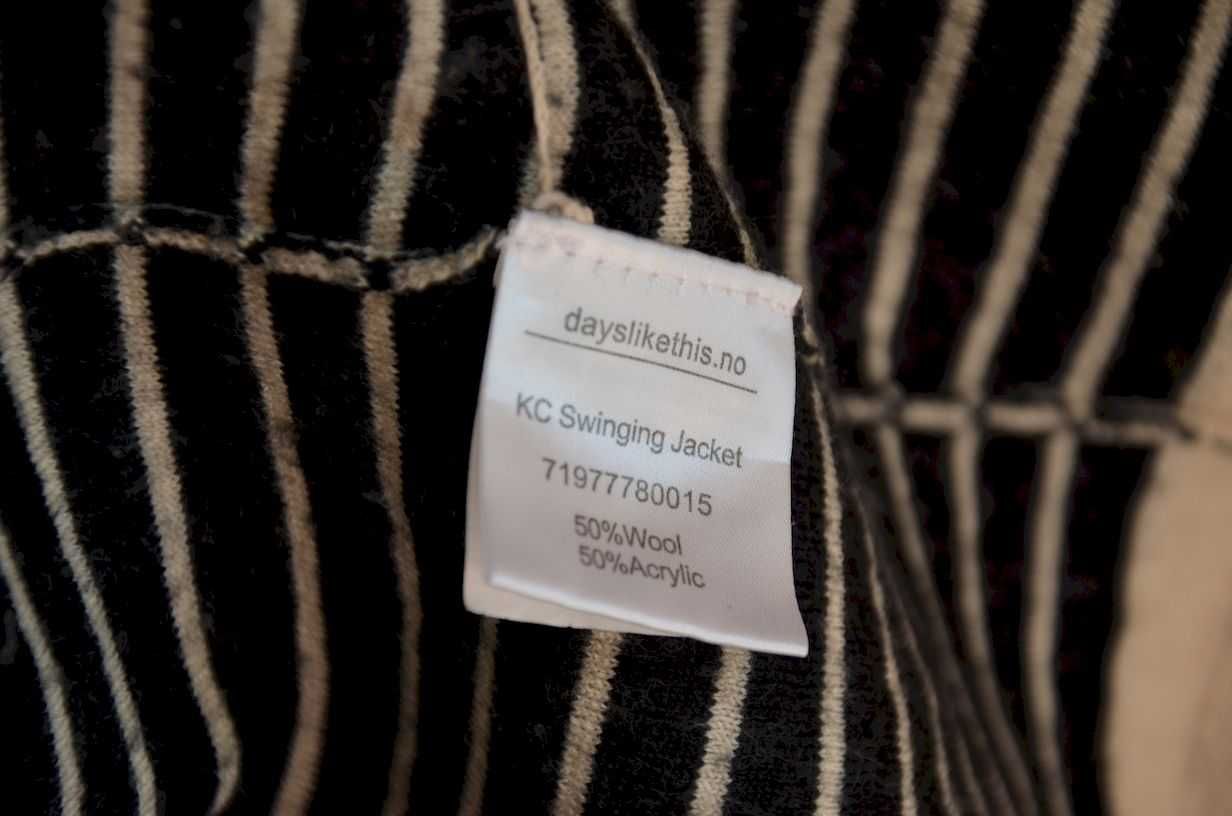 dayslikethis.no
KC Swinging Jacket
71977780015
50%Wool
50%Acrylic